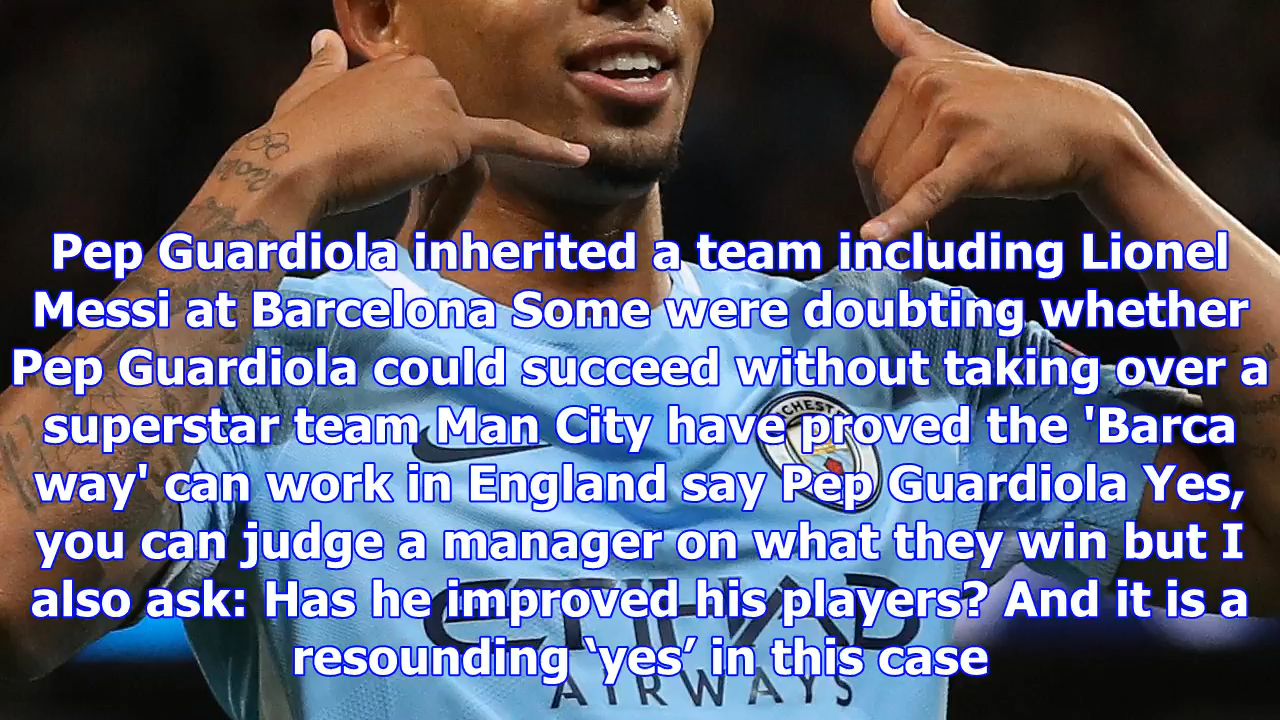 Pep Guardiola inherited a team including Lionel
Messi at Barcelona Some were doubting whether
Pep Guardiola could succeed without taking over a
superstar team Man City have proved the 'Barca
way' can work in England say Pep Guardiola Yes,
you can judge a manager on what they win but I
also ask: Has he improved his players? And it is a
resounding ‘yes’ in this case
CHEST
ETIHAD
AIRWAYS